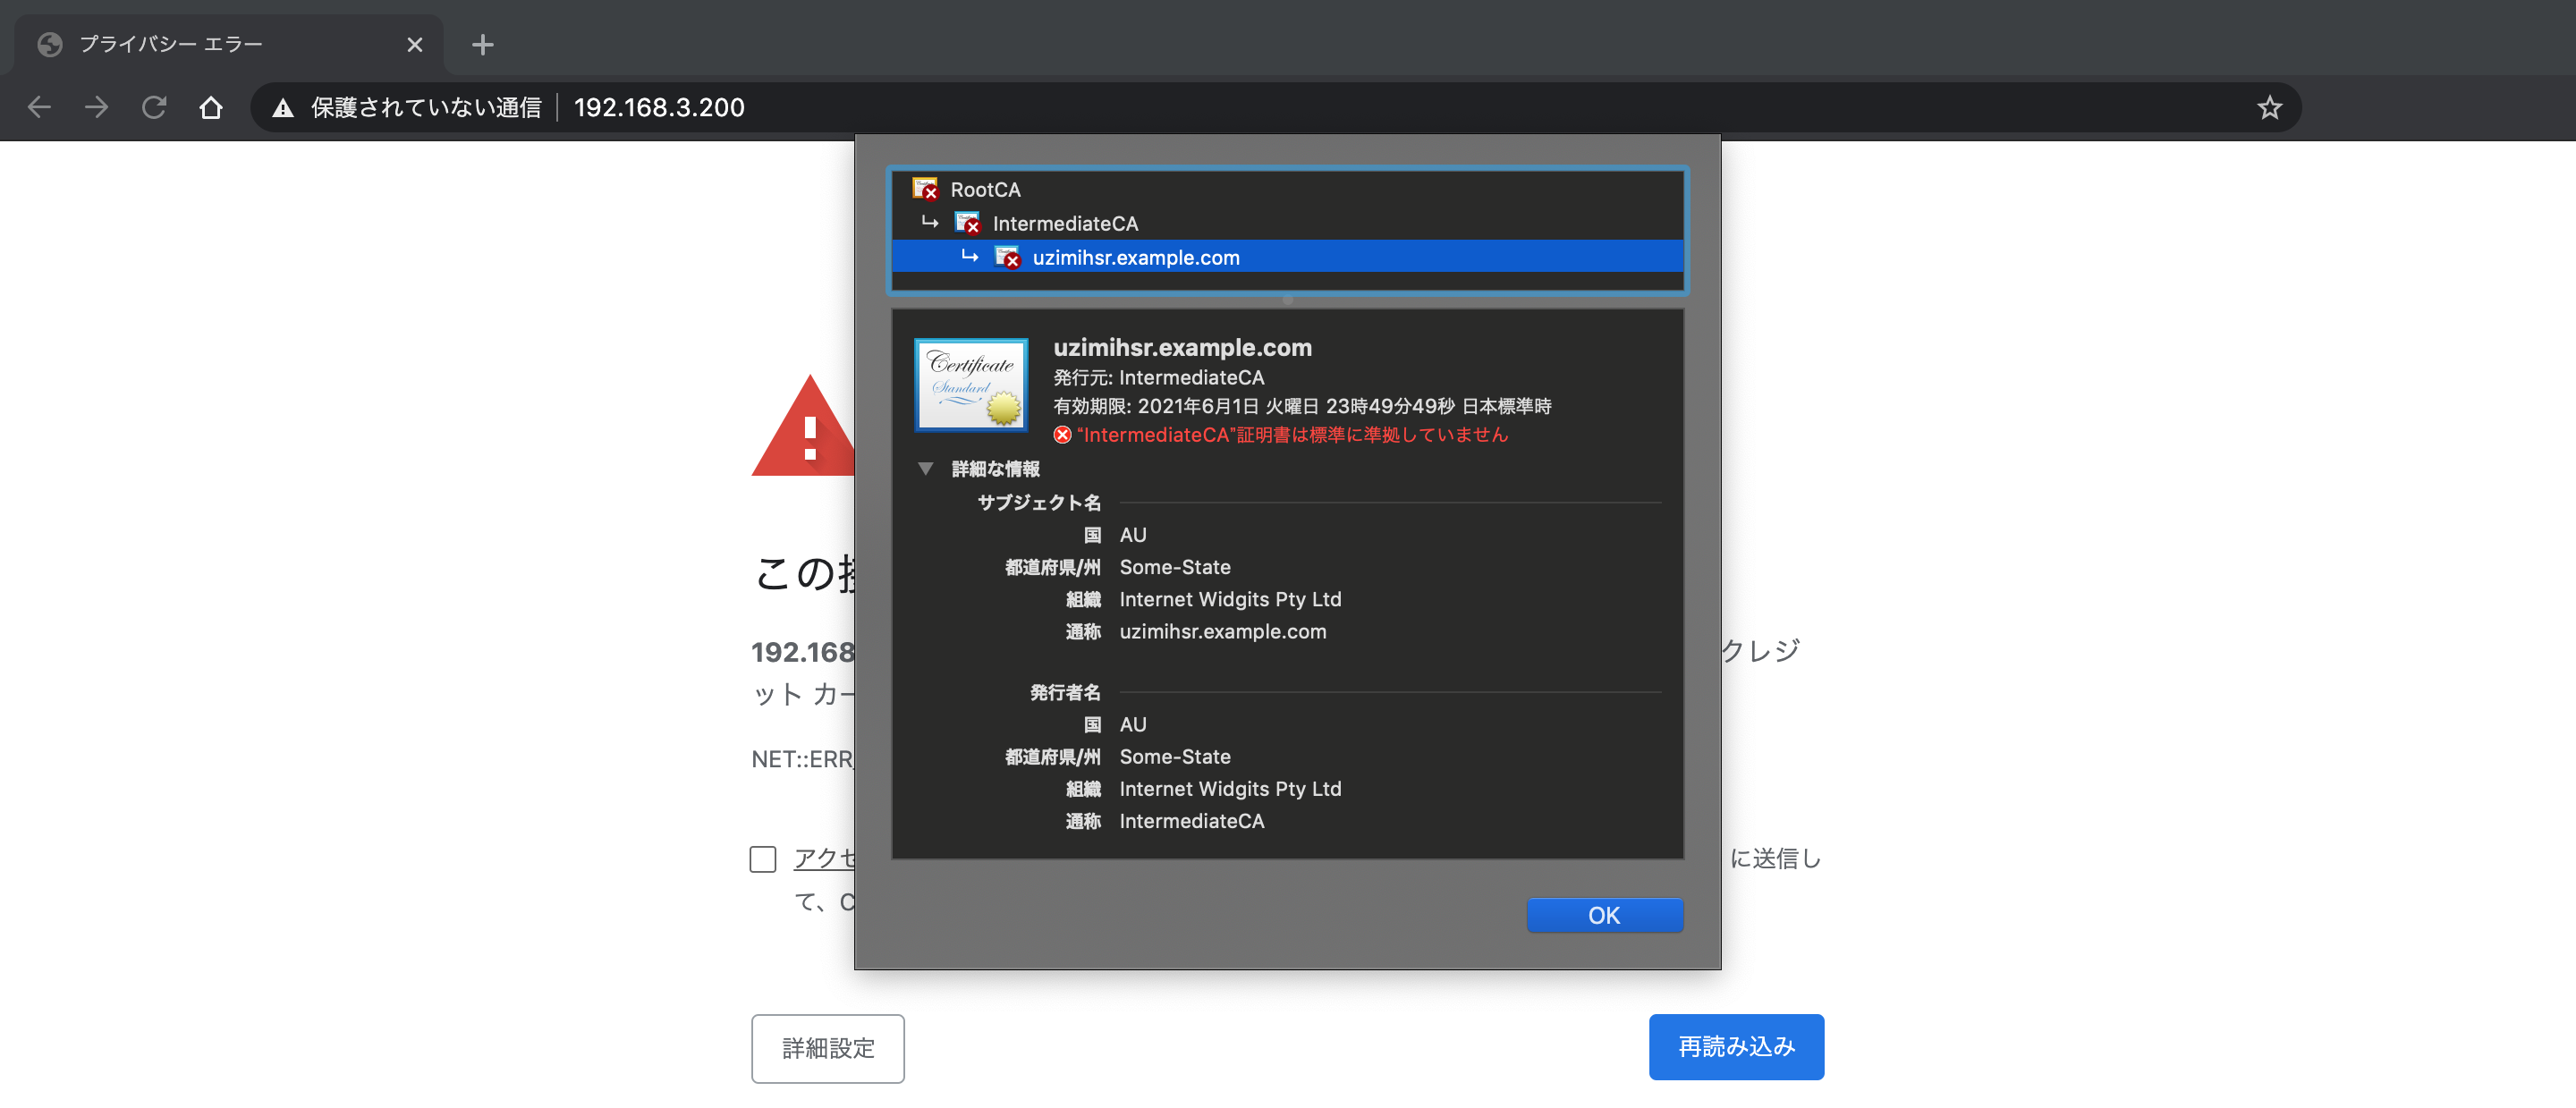 プライバシー エラー
保護されていない通信 192.168.3.200
RootCA
IntermediateCA
uzimihsr.example.com
Certificate
Standard
uzimihsr.example.com
発行元: IntermediateCA
有効期限: 2021年6月1日 火曜日 23時49分49秒 日本標準時
“IntermediateCA”証明書は標準に準拠していません
詳細な情報
サブジェクト名
国 AU
都道府県/州 Some-State
組織 Internet Widgits Pty Ltd
通称 uzimihsr.example.com
発行者名
国 AU
都道府県/州 Some-State
組織 Internet Widgits Pty Ltd
通称 IntermediateCA
OK
この接
192.168 クレジ
ット カー
NET::ERR_
アクセ に送信し
て、C
詳細設定
再読み込み